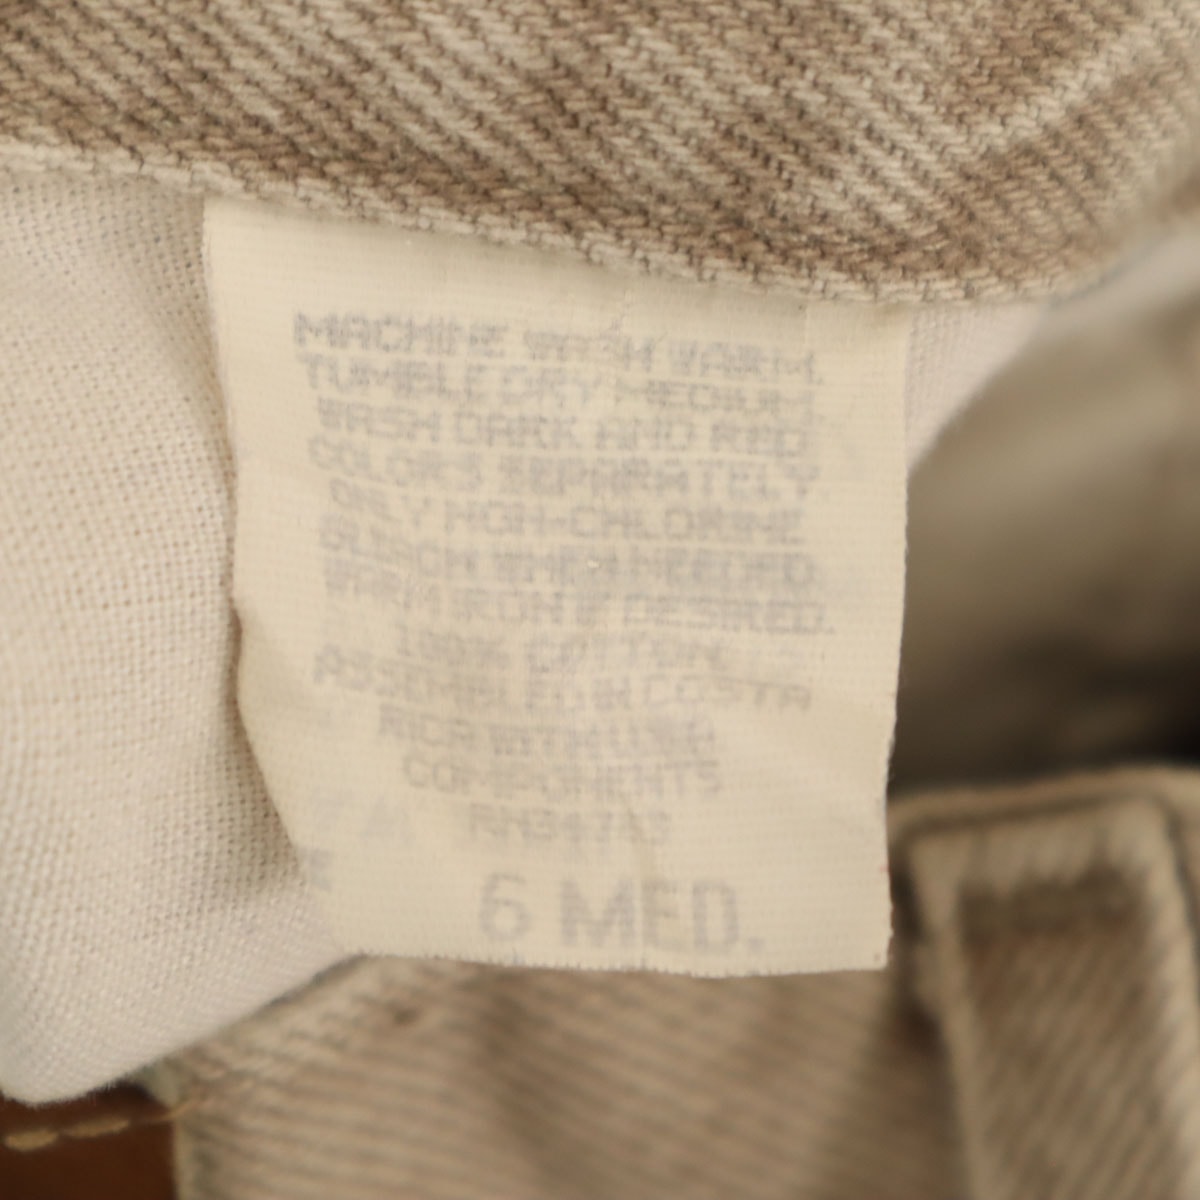 MACHINE WASH WARM,
TUMBLE DRY MEDIUM,
WASH DARK AND RED
COLORS SEPARATELY
ONLY NON-CHLORINE
BLEACH WHEN NEEDED.
WARM IRON IF DESIRED.
100% COTTON
ASSEMBLED IN COSTA
RICA WITH USA
COMPONENTS
6 MED.